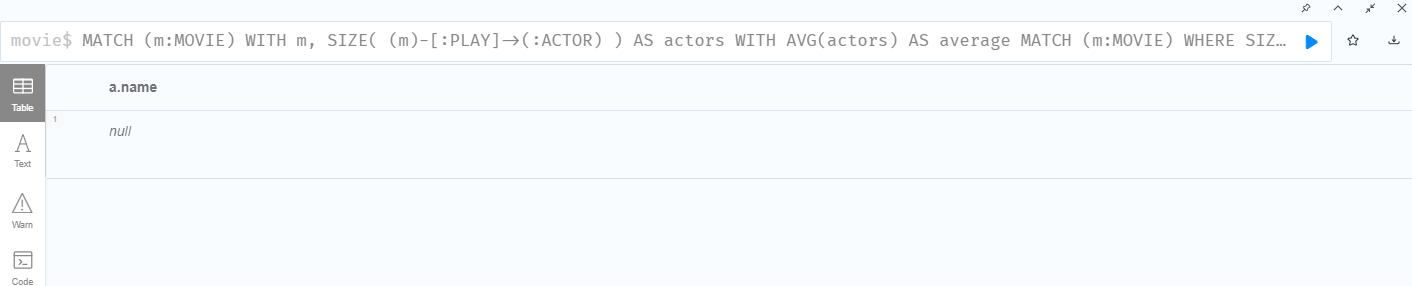 movie$ MATCH (m:MOVIE) WITH m, SIZE( (m)-[:PLAY]→(:ACTOR) ) AS actors WITH AVG(actors) AS average MATCH (m:MOVIE) WHERE SIZ…
Table
a.name
1
null
Text
Warn
Code